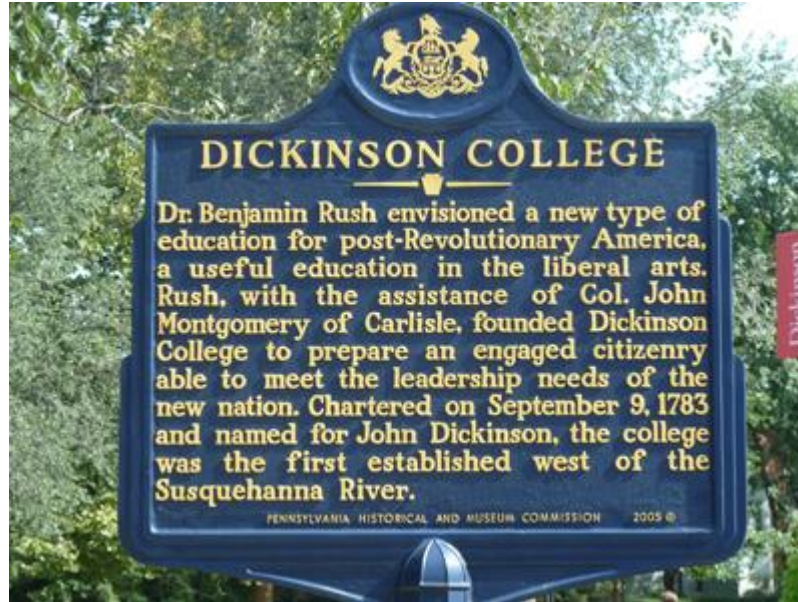 DICKINSON COLLEGE
Dr. Benjamin Rush envisioned a new type of
education for post-Revolutionary America,
a useful education in the liberal arts.
Rush, with the assistance of Col. John
Montgomery of Carlisle, founded Dickinson
College to prepare an engaged citizenry
able to meet the leadership needs of the
new nation. Chartered on September 9, 1783
and named for John Dickinson, the college
was the first established west of the
Susquehanna River.
PENNSYLVANIA HISTORICAL AND MUSEUM COMMISSION 2005 ©
Dickinson